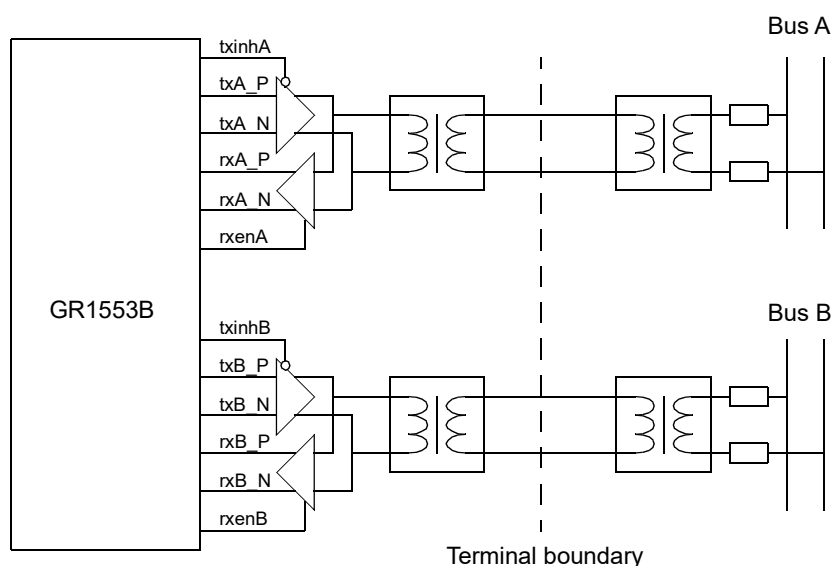 Bus A
txinhA
txA_P
txA_N
rxA_P
rxA_N
rxenA
GR1553B
Bus B
txinhB
txB_P
txB_N
rxB_P
rxB_N
rxenB
Terminal boundary